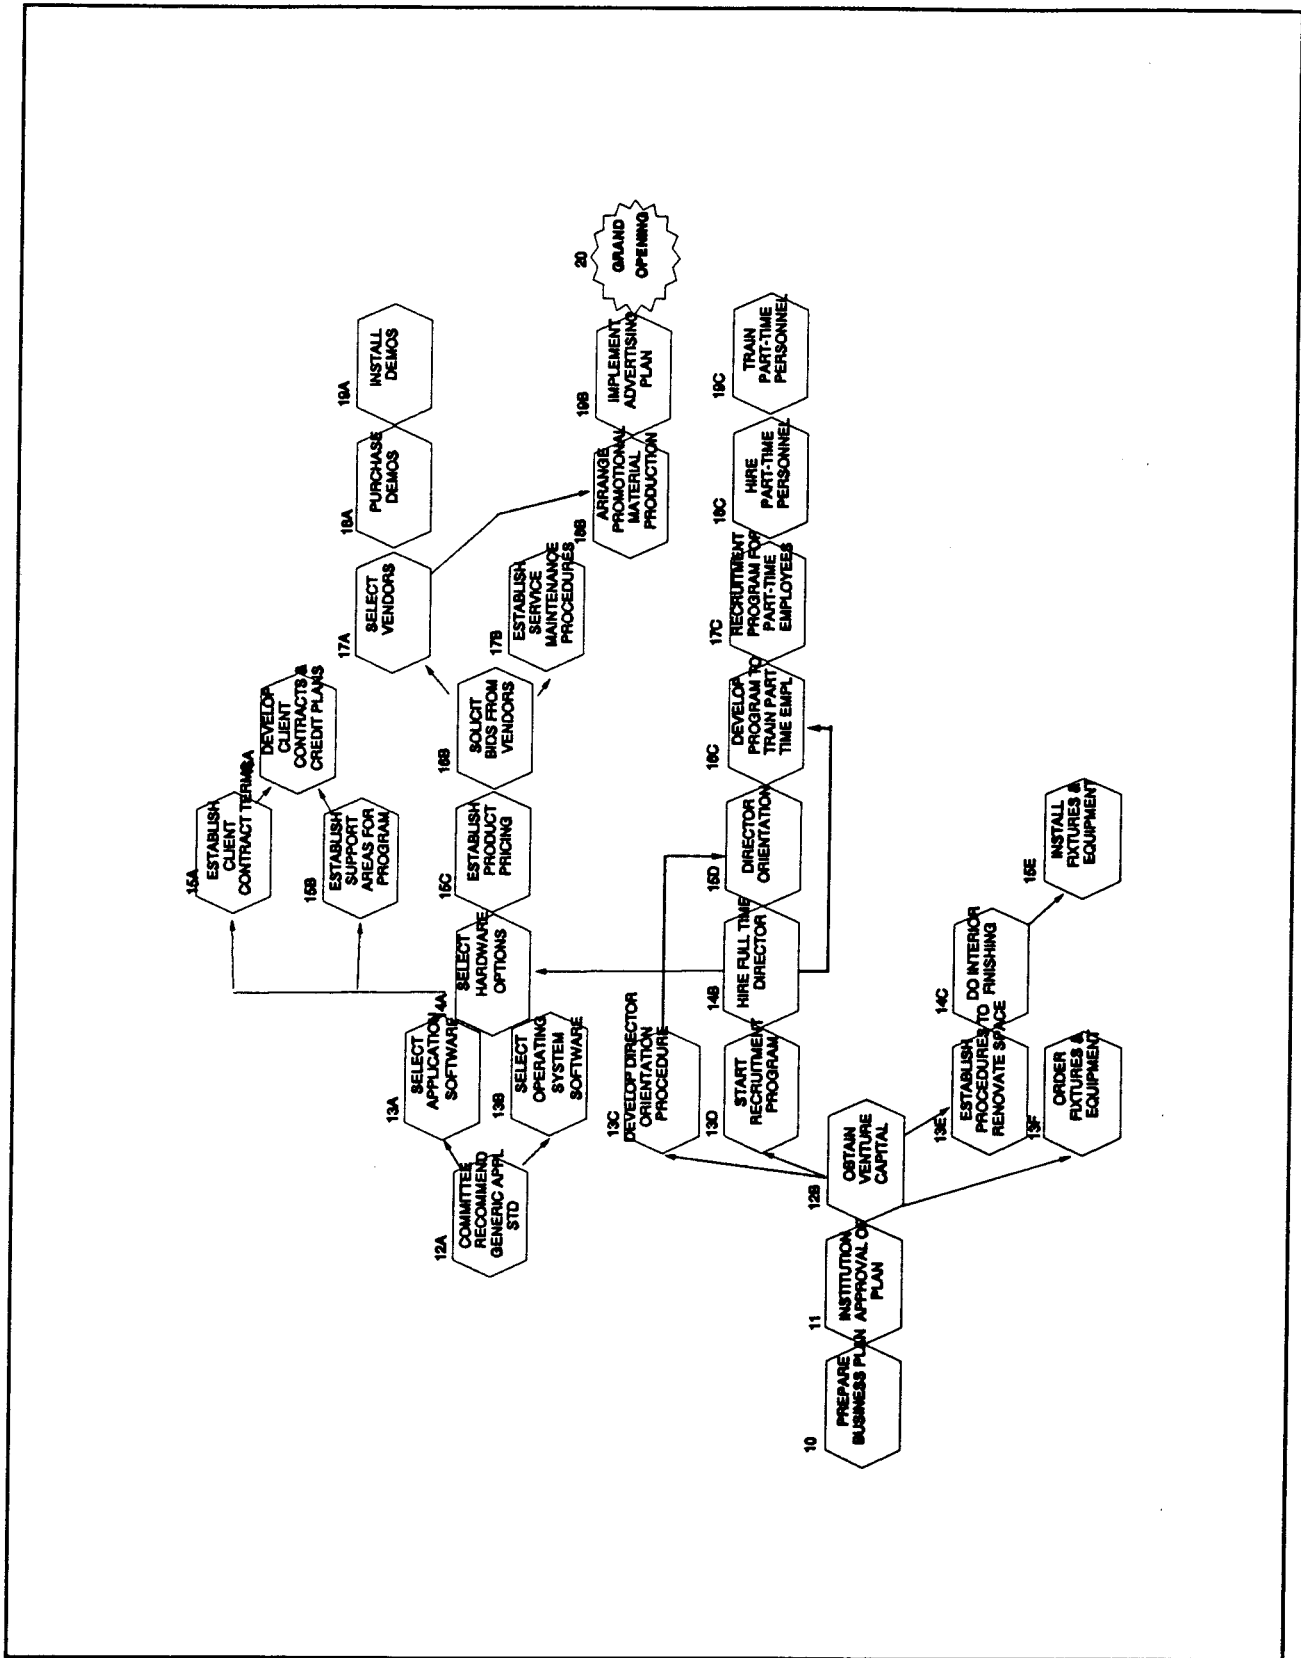 15A
ESTABLISH
CLIENT
CONTRACT TERMS
16A
DEVELOP
CLIENT
CONTRACTS &
CREDIT PLANS
15B
ESTABLISH
SUPPORT
AREAS FOR
PROGRAM
17A
SELECT
VENDORS
18A
PURCHASE
DEMOS
19A
INSTALL
DEMOS
12A
COMMITTEE
RECOMMEND
GENERIC APPL
STD
13A
SELECT
APPLICATION
SOFTWARE
13B
SELECT
OPERATING
SYSTEM
SOFTWARE
14A
SELECT
HARDWARE
OPTIONS
15C
ESTABLISH
PRODUCT
PRICING
16B
SOLICIT
BIDS FROM
VENDORS
17B
ESTABLISH
SERVICE
MAINTENANCE
PROCEDURES
18B
ARRANGE
PROMOTIONAL
MATERIAL
PRODUCTION
19B
IMPLEMENT
ADVERTISING
PLAN
20
GRAND
OPENING
13C
DEVELOP DIRECTOR
ORIENTATION
PROCEDURE
13D
START
RECRUITMENT
PROGRAM
14B
HIRE FULL TIME
DIRECTOR
15D
DIRECTOR
ORIENTATION
16C
DEVELOP
PROGRAM TO
TRAIN PART
TIME EMPL
17C
RECRUITMENT
PROGRAM FOR
PART-TIME
EMPLOYEES
18C
HIRE
PART-TIME
PERSONNEL
19C
TRAIN
PART-TIME
PERSONNEL
10
PREPARE
BUSINESS PLAN
11
INSTITUTION
APPROVAL OF
PLAN
12B
OBTAIN
VENTURE
CAPITAL
13E
ESTABLISH
PROCEDURES TO
RENOVATE SPACE
14C
DO INTERIOR
FINISHING
13F
ORDER
FIXTURES &
EQUIPMENT
15E
INSTALL
FIXTURES &
EQUIPMENT